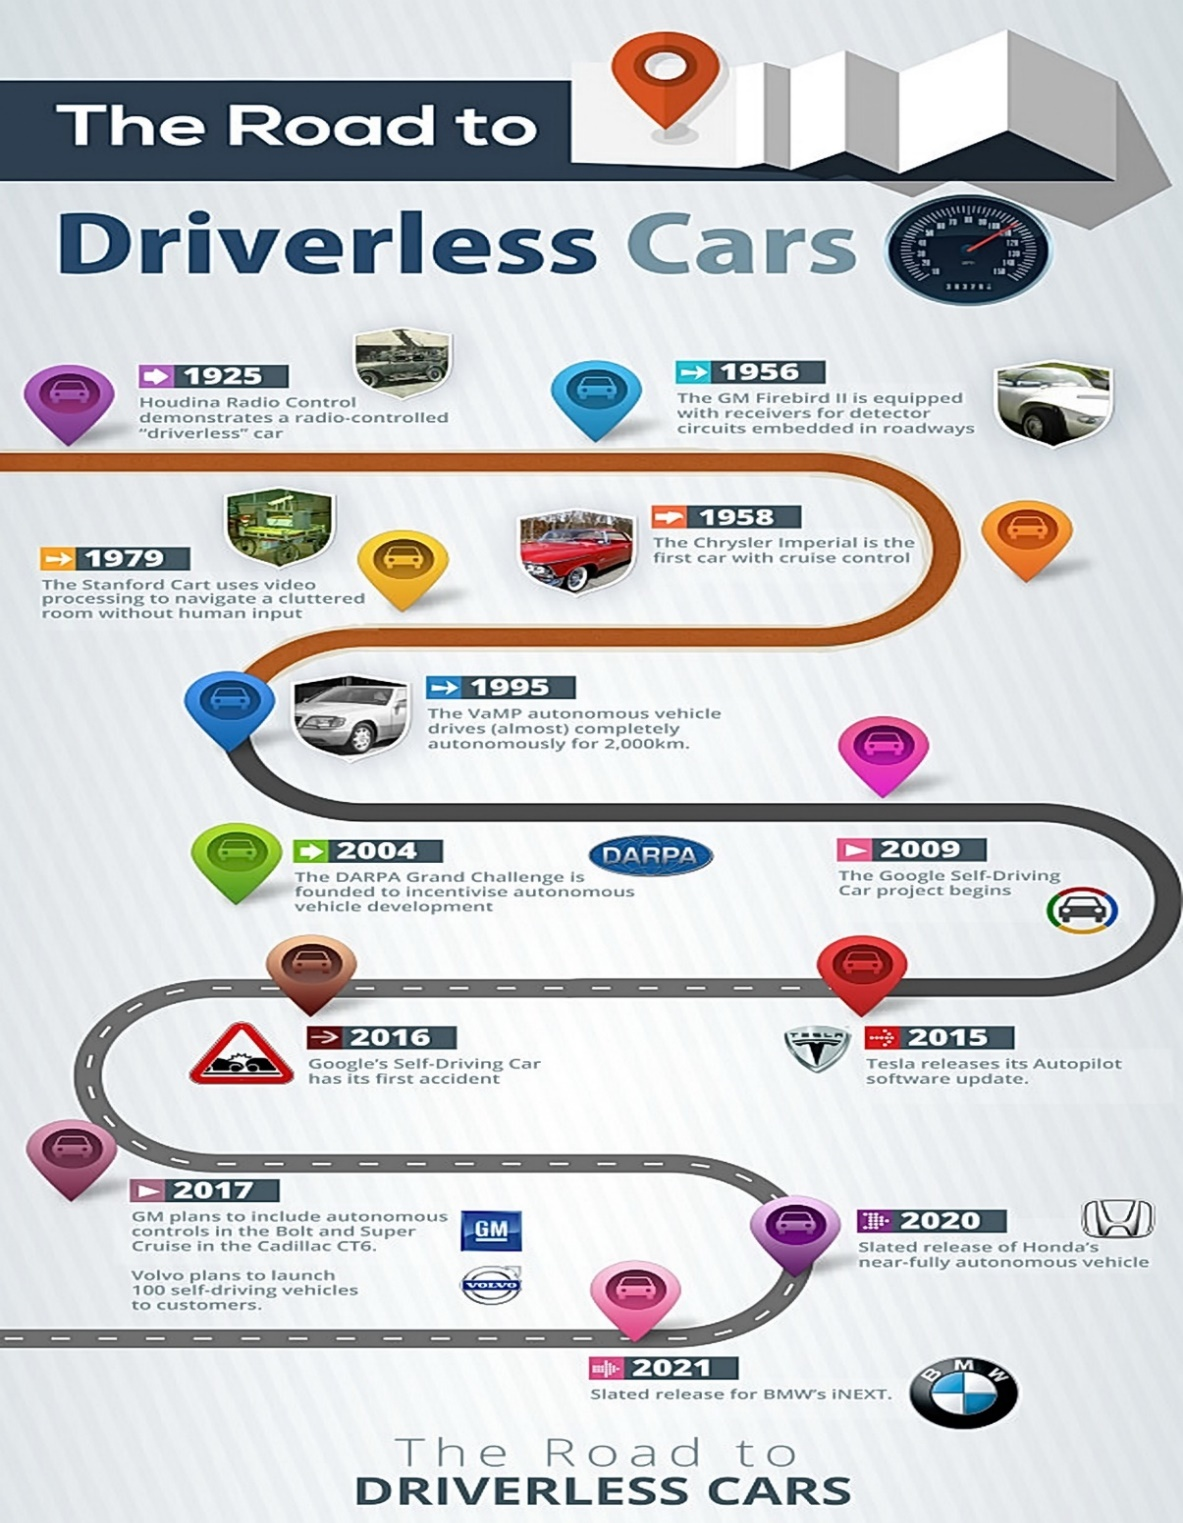 The Road to
Driverless Cars
1925
Houdina Radio Control
demonstrates a radio-controlled
“driverless” car
1956
The GM Firebird II is equipped
with receivers for detector
circuits embedded in roadways
1958
The Chrysler Imperial is the
first car with cruise control
1979
The Stanford Cart uses video
processing to navigate a cluttered
room without human input
1995
The VaMP autonomous vehicle
drives (almost) completely
autonomously for 2,000km.
2004
The DARPA Grand Challenge is
founded to incentivise autonomous
vehicle development
DARPA
2009
The Google Self-Driving
Car project begins
2016
Google’s Self-Driving Car
has its first accident
TESLA
2015
Tesla releases its Autopilot
software update.
2017
GM plans to include autonomous
controls in the Bolt and Super
Cruise in the Cadillac CT6.
GM
Volvo plans to launch
100 self-driving vehicles
to customers.
VOLVO
2020
Slated release of Honda’s
near-fully autonomous vehicle
2021
Slated release for BMW’s iNEXT.
BMW
The Road to
DRIVERLESS CARS